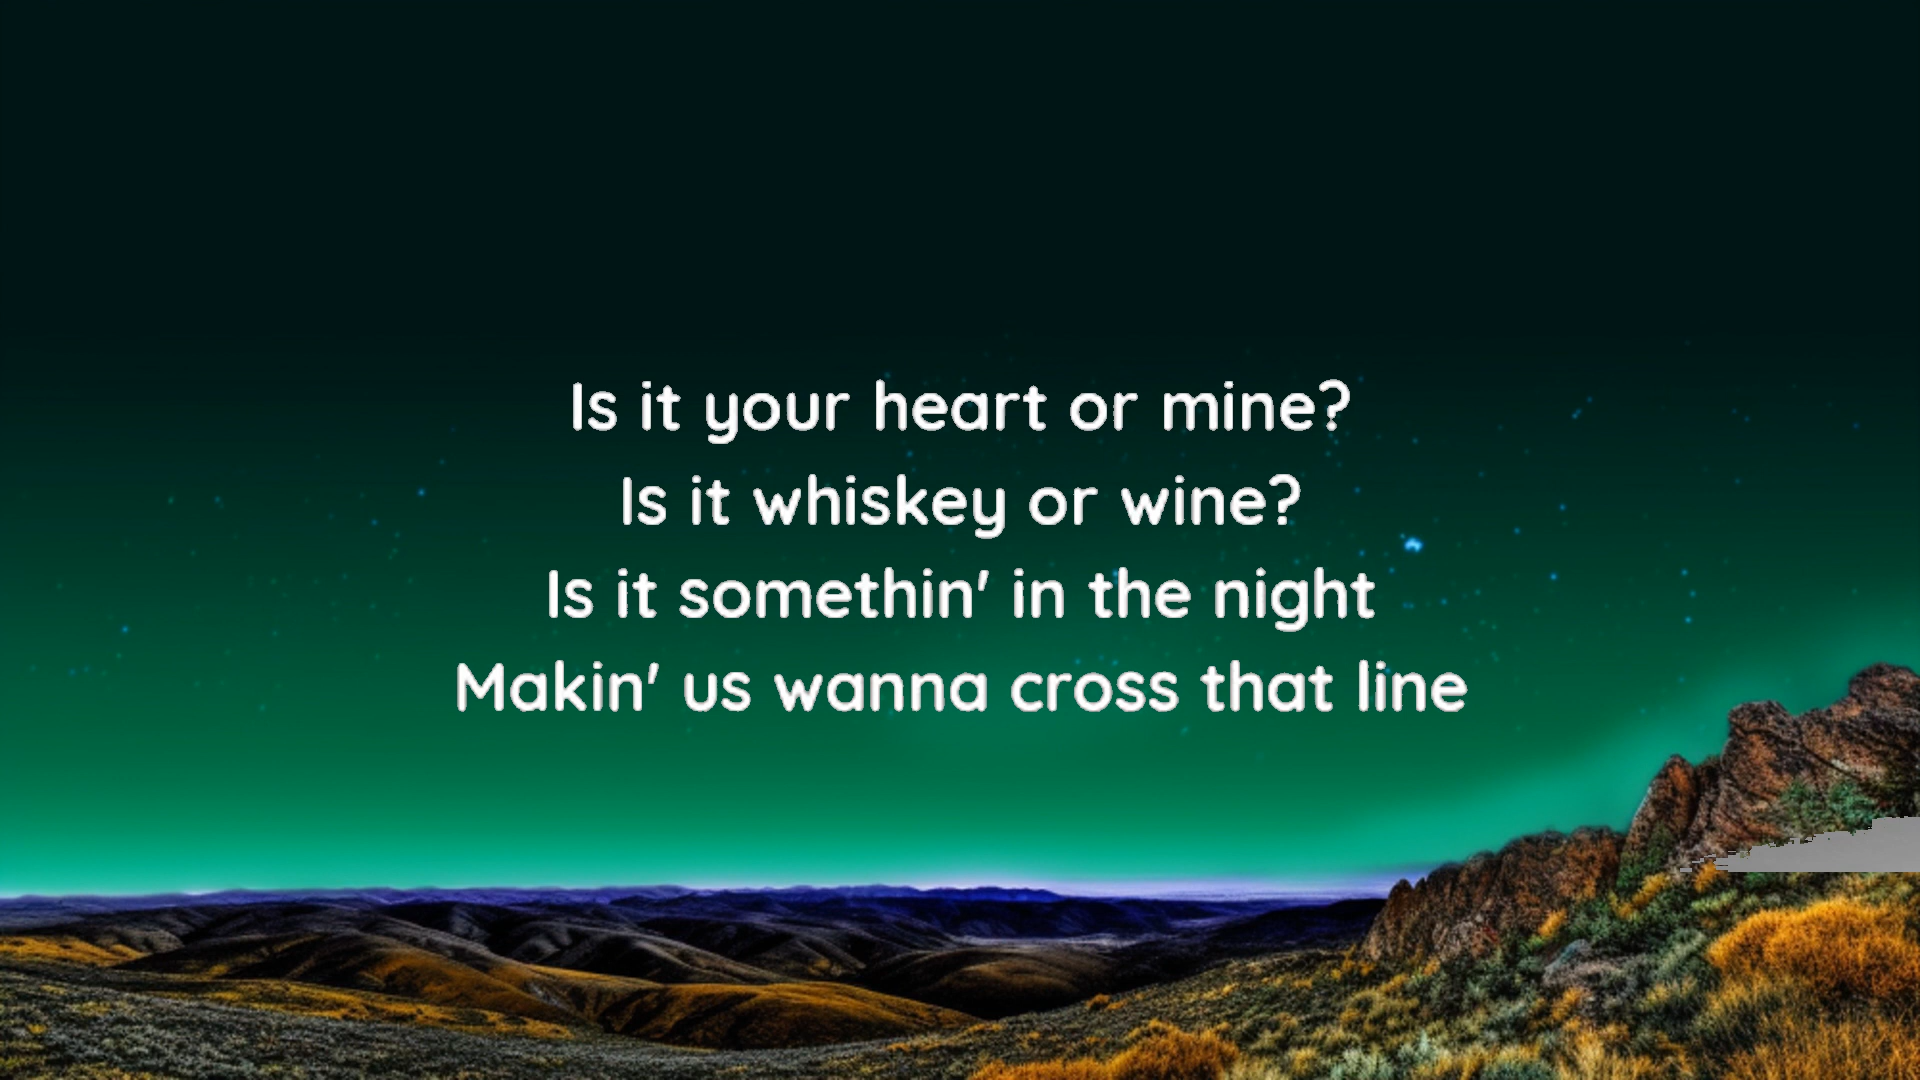 Is it your heart or mine?
Is it whiskey or wine?
Is it somethin' in the night
Makin' us wanna cross that line